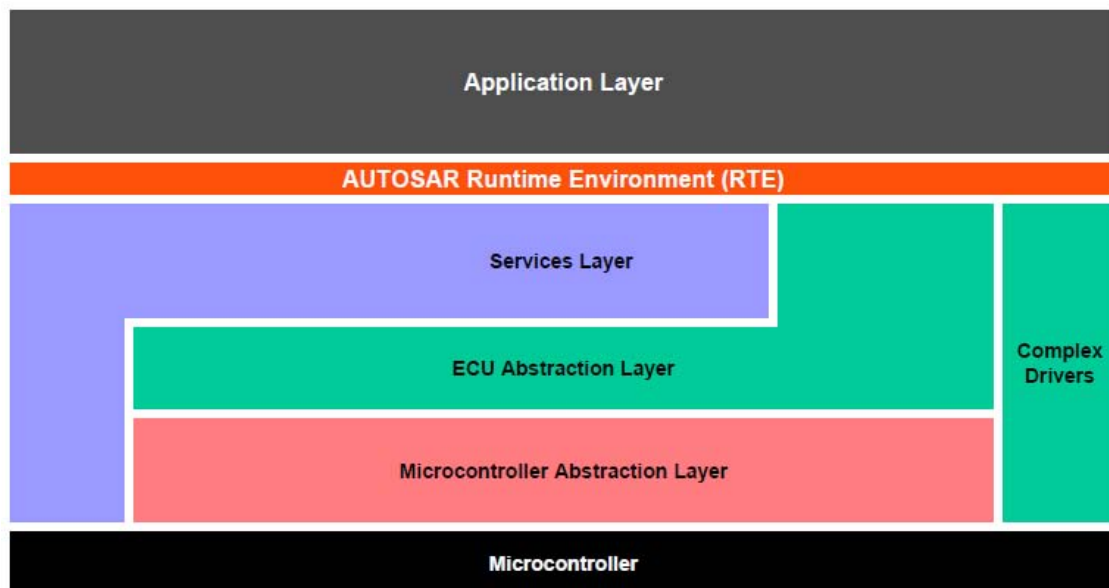 Application Layer
AUTOSAR Runtime Environment (RTE)
Services Layer
ECU Abstraction Layer
Complex
Drivers
Microcontroller Abstraction Layer
Microcontroller